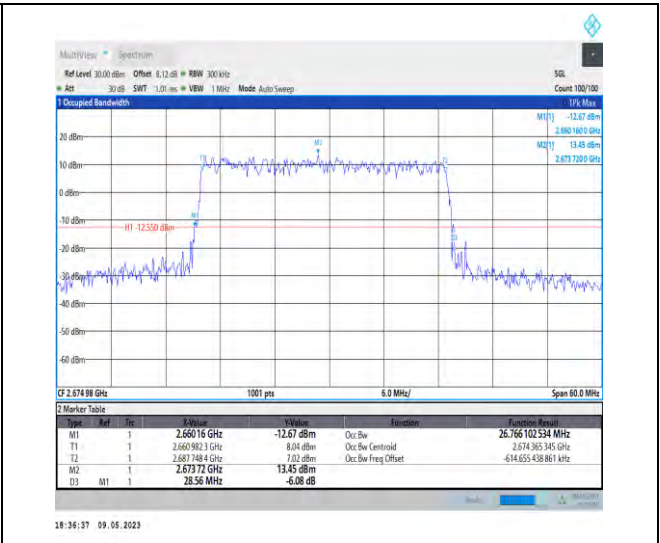 MultiView Spectrum
Ref Level 30.00 dBm Offset 8.12 dB RBW 300 kHz SGL
Att 30 dB SWT 1.01 ms VBW 1 MHz Mode Auto Sweep Count 100/100
1 Occupied Bandwidth 1Pk Max
M1[1] -12.67 dBm
2.660 160 0 GHz
M2[1] 13.45 dBm
2.673 720 0 GHz
M2
20 dBm
T1
10 dBm
0 dBm
M1
-10 dBm
H1 -12.550 dBm
D3
-20 dBm
-30 dBm
-40 dBm
-50 dBm
-60 dBm
CF 2.674 98 GHz 1001 pts 6.0 MHz/ Span 60.0 MHz
2 Marker Table
Type Ref Trc X-Value Y-Value Function Function Result
M1 1 2.660 16 GHz -12.67 dBm Occ Bw 26.766 102 534 MHz
T1 1 2.660 982 3 GHz 8.04 dBm Occ Bw Centroid 2.674 365 345 GHz
T2 1 2.687 748 4 GHz 7.02 dBm Occ Bw Freq Offset -614.655 438 861 kHz
M2 1 2.673 72 GHz 13.45 dBm
D3 M1 1 28.56 MHz -6.08 dB
18:36:37 09.05.2023